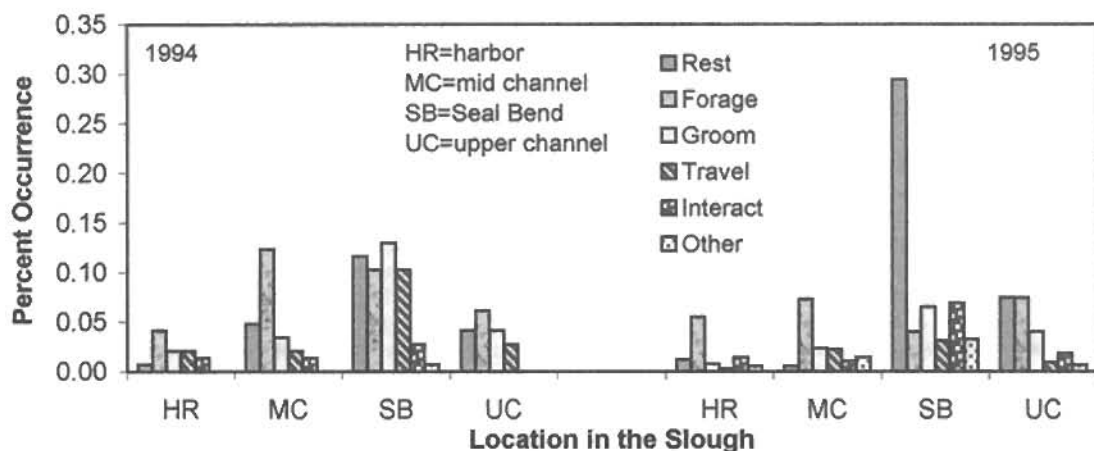 0.35
0.30
0.25
0.20
0.15
0.10
0.05
0.00
Percent Occurrence
1994
HR=harbor
MC=mid channel
SB=Seal Bend
UC=upper channel
Rest
Forage
Groom
Travel
Interact
Other
1995
HR MC SB UC HR MC SB UC
Location in the Slough